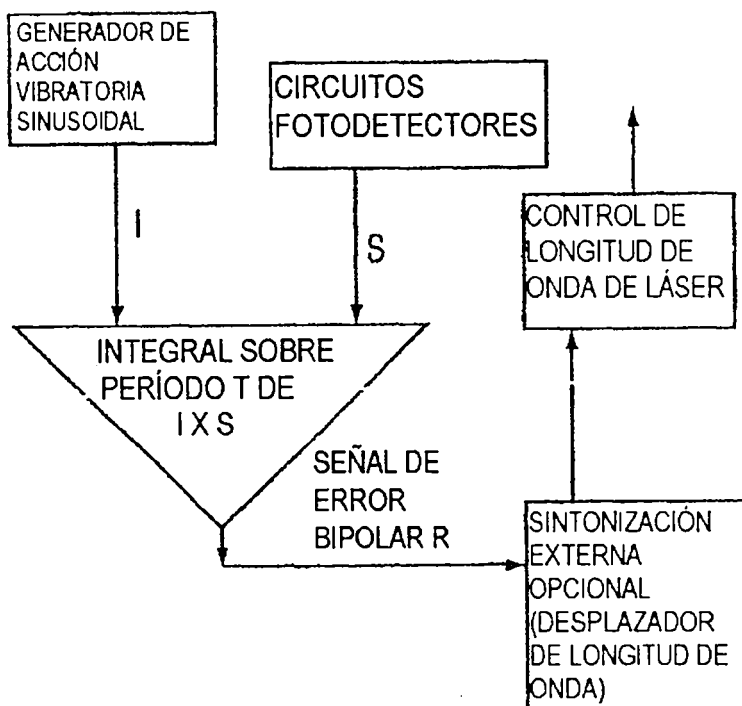 GENERADOR DE
ACCIÓN
VIBRATORIA
SINUSOIDAL
CIRCUITOS
FOTODETECTORES
I
S
CONTROL DE
LONGITUD DE
ONDA DE LÁSER
INTEGRAL SOBRE
PERÍODO T DE
I X S
SEÑAL DE
ERROR
BIPOLAR R
SINTONIZACIÓN
EXTERNA
OPCIONAL
(DESPLAZADOR
DE LONGITUD DE
ONDA)